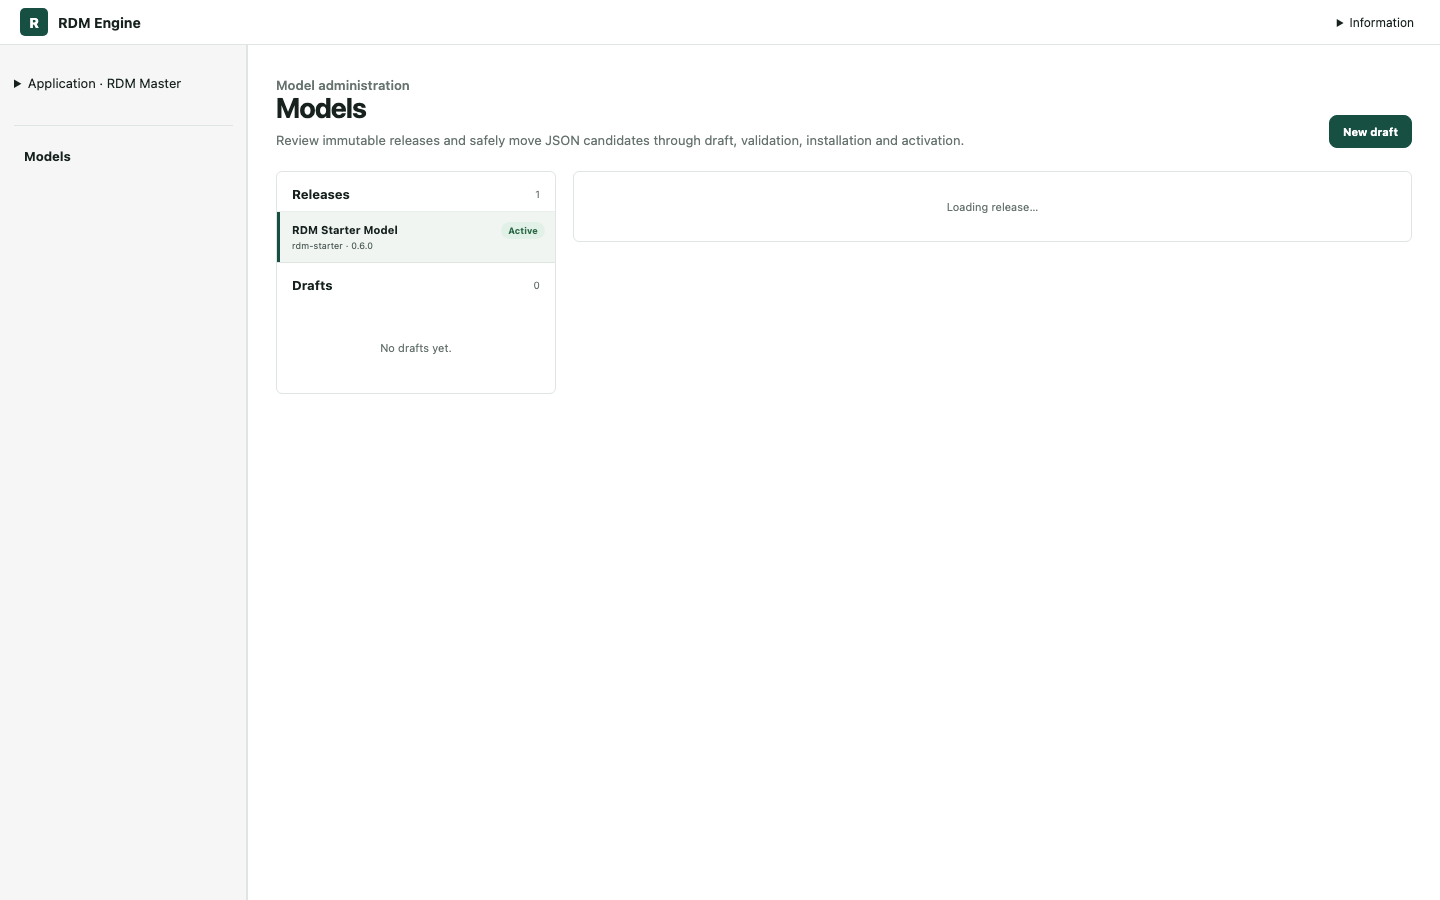 R RDM Engine
Information
Application · RDM Master
Models
Model administration
Models
Review immutable releases and safely move JSON candidates through draft, validation, installation and activation.
New draft
Releases 1
RDM Starter Model Active
rdm-starter · 0.6.0
Drafts 0
No drafts yet.
Loading release...